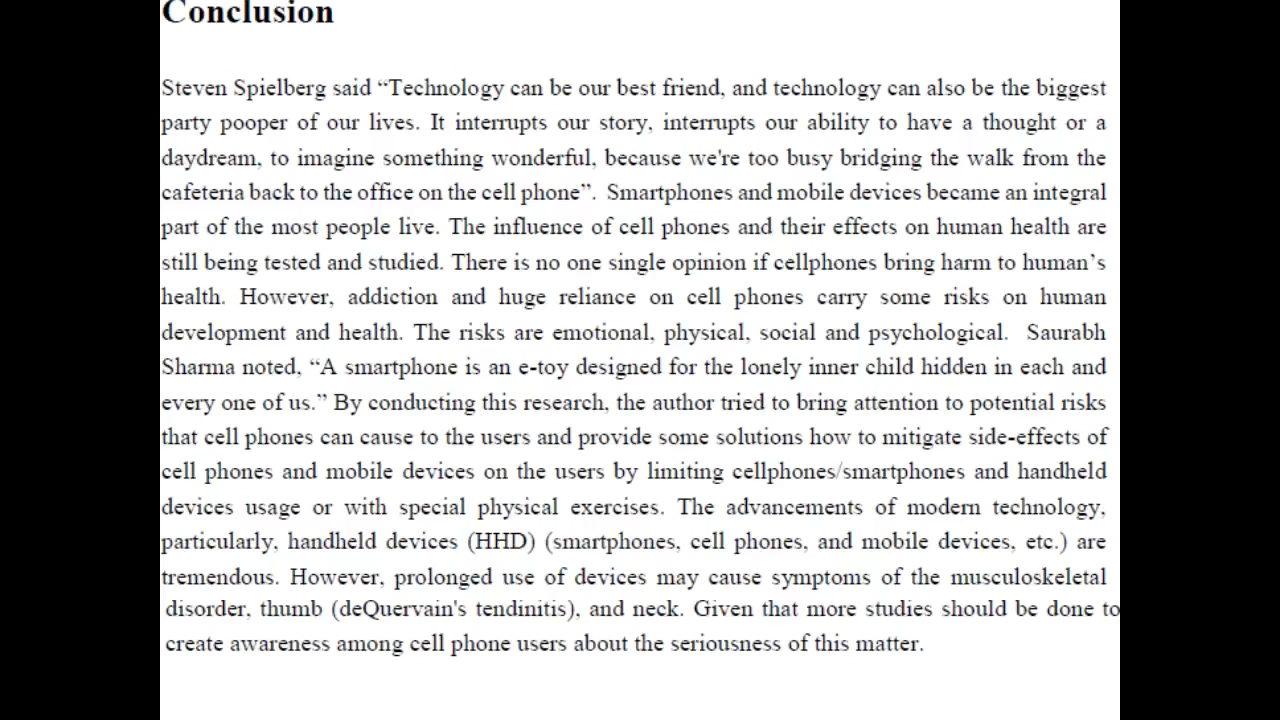 Conclusion
Steven Spielberg said “Technology can be our best friend, and technology can also be the biggest
party pooper of our lives. It interrupts our story, interrupts our ability to have a thought or a
daydream, to imagine something wonderful, because we're too busy bridging the walk from the
cafeteria back to the office on the cell phone”.  Smartphones and mobile devices became an integral
part of the most people live. The influence of cell phones and their effects on human health are
still being tested and studied. There is no one single opinion if cellphones bring harm to human’s
health. However, addiction and huge reliance on cell phones carry some risks on human
development and health. The risks are emotional, physical, social and psychological.  Saurabh
Sharma noted, “A smartphone is an e-toy designed for the lonely inner child hidden in each and
every one of us.” By conducting this research, the author tried to bring attention to potential risks
that cell phones can cause to the users and provide some solutions how to mitigate side-effects of
cell phones and mobile devices on the users by limiting cellphones/smartphones and handheld
devices usage or with special physical exercises. The advancements of modern technology,
particularly, handheld devices (HHD) (smartphones, cell phones, and mobile devices, etc.) are
tremendous. However, prolonged use of devices may cause symptoms of the musculoskeletal
disorder, thumb (deQuervain's tendinitis), and neck. Given that more studies should be done to
create awareness among cell phone users about the seriousness of this matter.